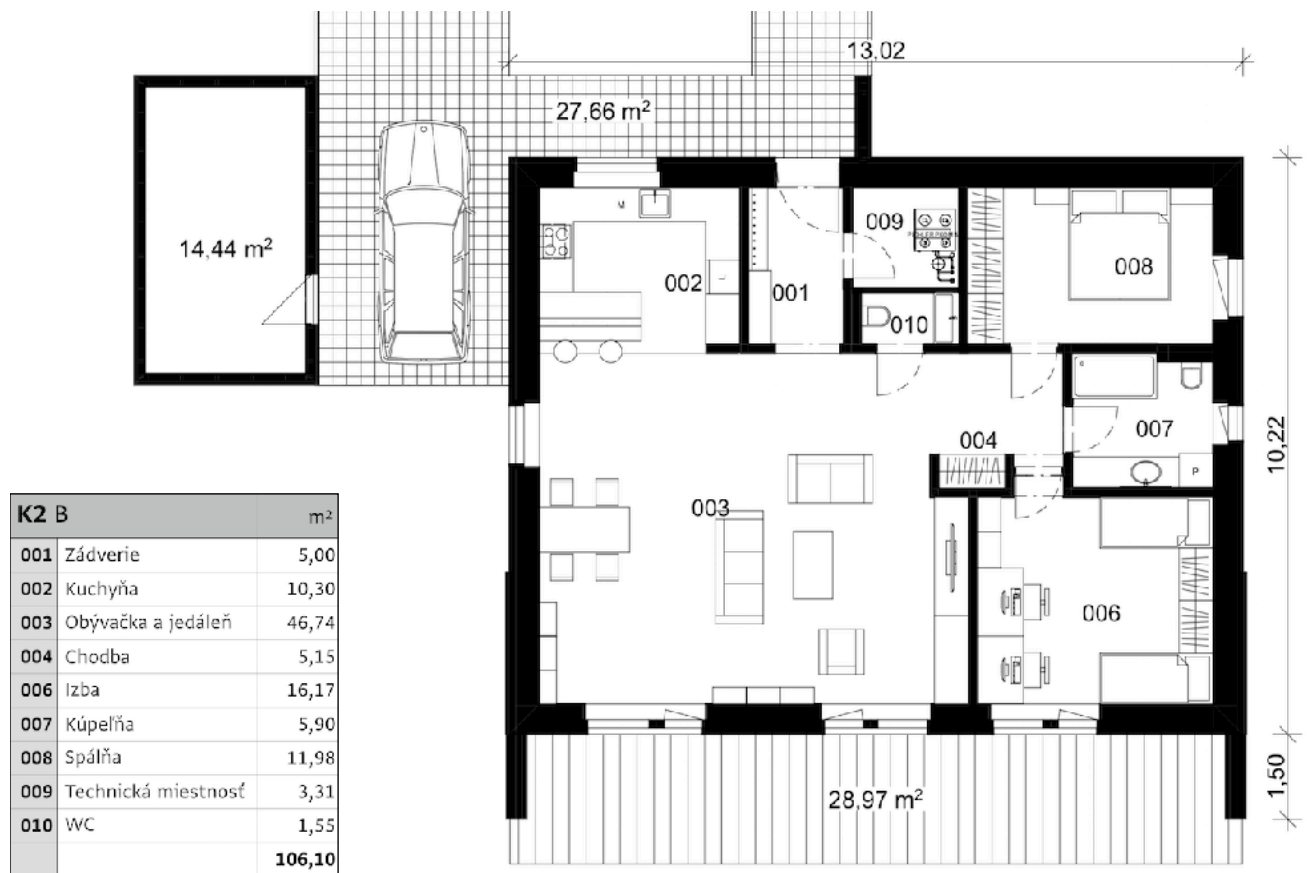 13,02
27,66 m²
14,44 m²
002
001
009
010
008
007
004
003
006
10,22
1,50
28,97 m²
P
K2 B m²
001 Zádverie 5,00
002 Kuchyňa 10,30
003 Obývačka a jedáleň 46,74
004 Chodba 5,15
006 Izba 16,17
007 Kúpeľňa 5,90
008 Spálňa 11,98
009 Technická miestnosť 3,31
010 WC 1,55
106,10